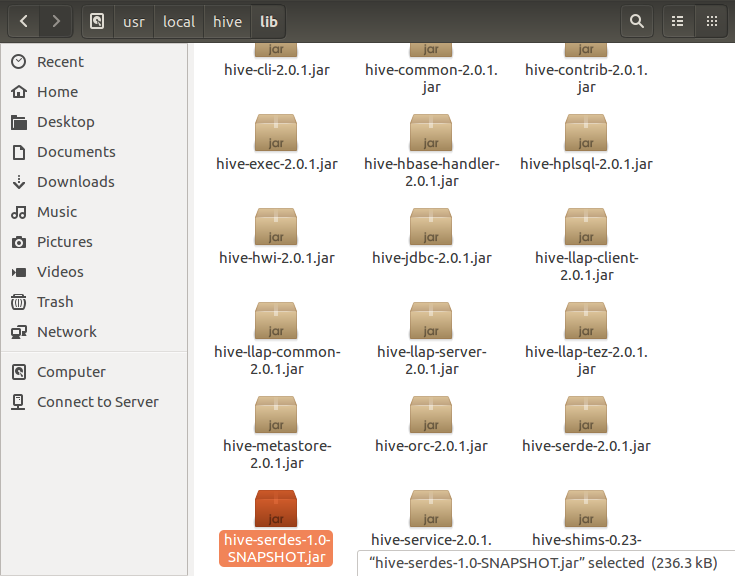 usr local hive lib
Recent
Home
Desktop
Documents
Downloads
Music
Pictures
Videos
Trash
Network
Computer
Connect to Server
jar jar jar
hive-cli-2.0.1.jar hive-common-2.0.1. hive-contrib-2.0.1.
jar jar
jar jar jar
hive-exec-2.0.1.jar hive-hbase-handler- hive-hplsql-2.0.1.jar
2.0.1.jar
jar jar jar
hive-hwi-2.0.1.jar hive-jdbc-2.0.1.jar hive-llap-client-
2.0.1.jar
jar jar jar
hive-llap-common- hive-llap-server- hive-llap-tez-2.0.1.
2.0.1.jar 2.0.1.jar jar
jar jar jar
hive-metastore- hive-orc-2.0.1.jar hive-serde-2.0.1.jar
2.0.1.jar
jar jar jar
hive-serdes-1.0- hive-service-2.0.1. hive-shims-0.23-
SNAPSHOT.jar
“hive-serdes-1.0-SNAPSHOT.jar” selected (236.3 kB)